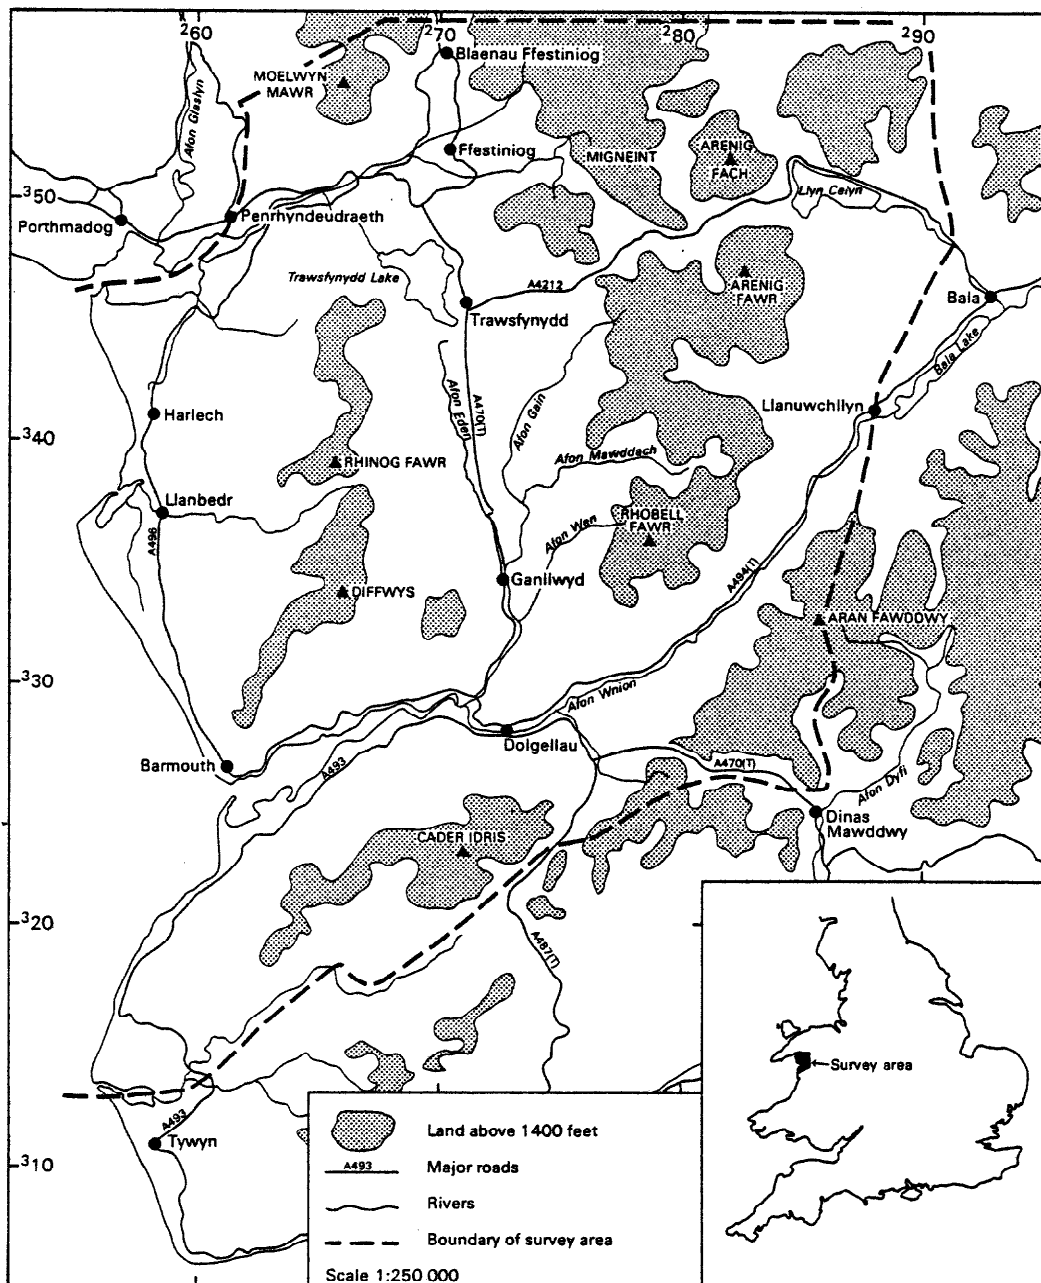 260
270
280
290
MOELWYN
MAWR
Blaenau Ffestiniog
Afon Glaslyn
Ffestiniog
MIGNEINT
ARENIG
FACH
Llyn Celyn
350
Porthmadog
Penrhyndeudraeth
Trawsfynydd Lake
A4212
ARENIG
FAWR
Bala
Trawsfynydd
Bala Lake
Harlech
Afon Eden
A470(T)
Afon Gain
Llanuwchllyn
340
RHINOG FAWR
Afon Mawddach
Llanbedr
A496
Afon Wen
RHOBELL
FAWR
DIFFWYS
Ganllwyd
A494(T)
ARAN FAWDDWY
330
Afon Wnion
Dolgellau
Barmouth
A493
A470(T)
Afon Dyfi
Dinas
Mawddwy
CADER IDRIS
320
A487(T)
Survey area
A493
Tywyn
310
Land above 1400 feet
A493
Major roads
Rivers
Boundary of survey area
Scale 1:250 000